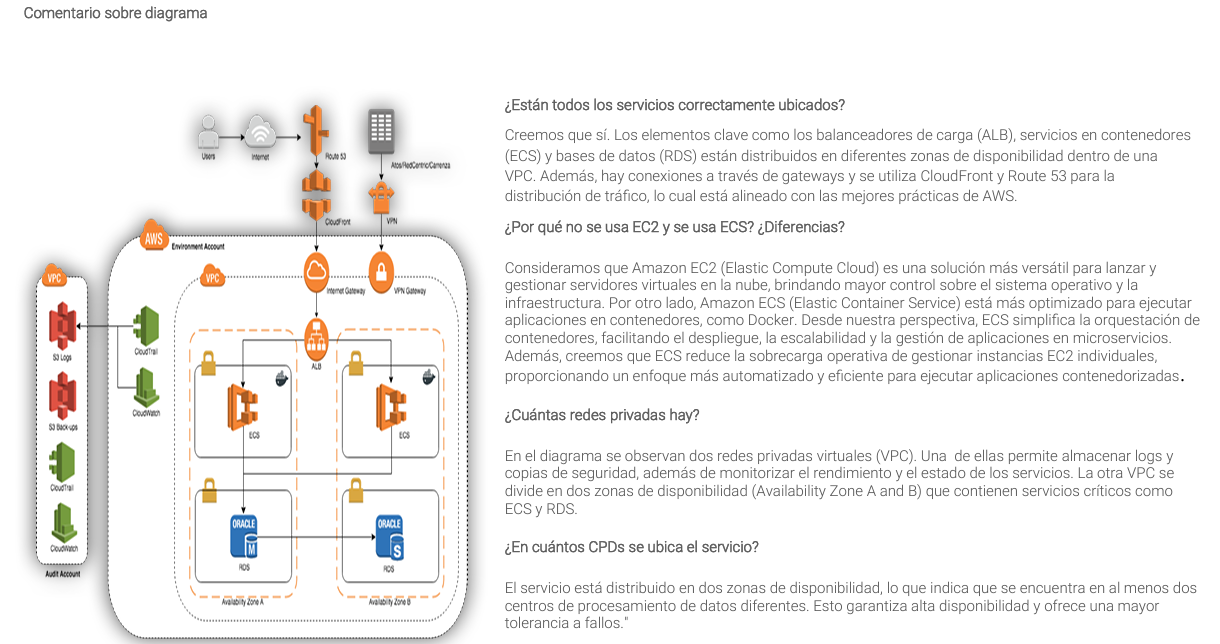 Comentario sobre diagrama
Users
Internet
Route 53
Atos/RedCentric/Carrenza
CloudFront
VPN
AWS
Environment Account
VPC
Internet Gateway
VPN Gateway
VPC
S3 Logs
CloudTrail
S3 Back-ups
CloudWatch
CloudTrail
CloudWatch
Audit Account
ALB
ECS
ECS
ORACLE
M
RDS
ORACLE
S
RDS
Availability Zone A
Availability Zone B
¿Están todos los servicios correctamente ubicados?
Creemos que sí. Los elementos clave como los balanceadores de carga (ALB), servicios en contenedores
(ECS) y bases de datos (RDS) están distribuidos en diferentes zonas de disponibilidad dentro de una
VPC. Además, hay conexiones a través de gateways y se utiliza CloudFront y Route 53 para la
distribución de tráfico, lo cual está alineado con las mejores prácticas de AWS.
¿Por qué no se usa EC2 y se usa ECS? ¿Diferencias?
Consideramos que Amazon EC2 (Elastic Compute Cloud) es una solución más versátil para lanzar y
gestionar servidores virtuales en la nube, brindando mayor control sobre el sistema operativo y la
infraestructura. Por otro lado, Amazon ECS (Elastic Container Service) está más optimizado para ejecutar
aplicaciones en contenedores, como Docker. Desde nuestra perspectiva, ECS simplifica la orquestación de
contenedores, facilitando el despliegue, la escalabilidad y la gestión de aplicaciones en microservicios.
Además, creemos que ECS reduce la sobrecarga operativa de gestionar instancias EC2 individuales,
proporcionando un enfoque más automatizado y eficiente para ejecutar aplicaciones contenedorizadas.
¿Cuántas redes privadas hay?
En el diagrama se observan dos redes privadas virtuales (VPC). Una de ellas permite almacenar logs y
copias de seguridad, además de monitorizar el rendimiento y el estado de los servicios. La otra VPC se
divide en dos zonas de disponibilidad (Availability Zone A and B) que contienen servicios críticos como
ECS y RDS.
¿En cuántos CPDs se ubica el servicio?
El servicio está distribuido en dos zonas de disponibilidad, lo que indica que se encuentra en al menos dos
centros de procesamiento de datos diferentes. Esto garantiza alta disponibilidad y ofrece una mayor
tolerancia a fallos."